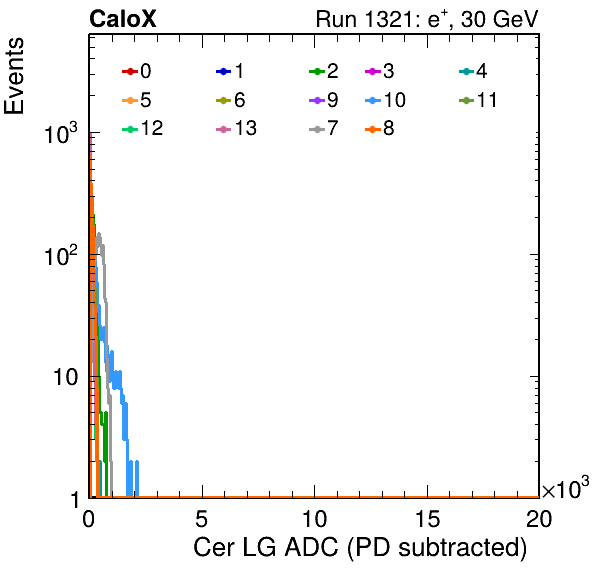 CaloX Run 1321: e⁺, 30 GeV
Events
0 1 2 3 4
5 6 9 10 11
12 13 7 8
10³
10²
10
1
0 5 10 15 20 ×10³
Cer LG ADC (PD subtracted)